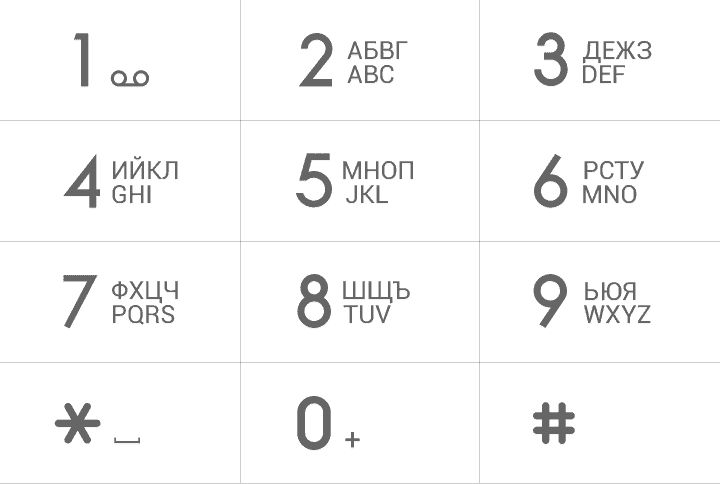 1
2 АБВГ
ABC
3 ДЕЖЗ
DEF
4 ИЙКЛ
GHI
5 МНОП
JKL
6 РСТУ
MNO
7 ФХЦЧ
PQRS
8 ШЩЪ
TUV
9 ЬЮЯ
WXYZ
*
0 +
#